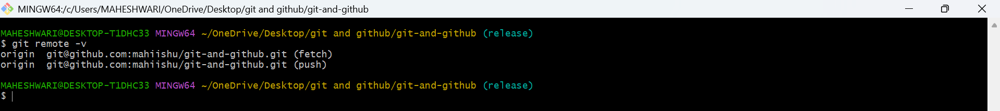 MINGW64:/c/Users/MAHESHWARI/OneDrive/Desktop/git and github/git-and-github
MAHESHWARI@DESKTOP-T1DHC33 MINGW64 ~/OneDrive/Desktop/git and github/git-and-github (release)
$ git remote -v
origin  git@github.com:mahiishu/git-and-github.git (fetch)
origin  git@github.com:mahiishu/git-and-github.git (push)
MAHESHWARI@DESKTOP-T1DHC33 MINGW64 ~/OneDrive/Desktop/git and github/git-and-github (release)
$